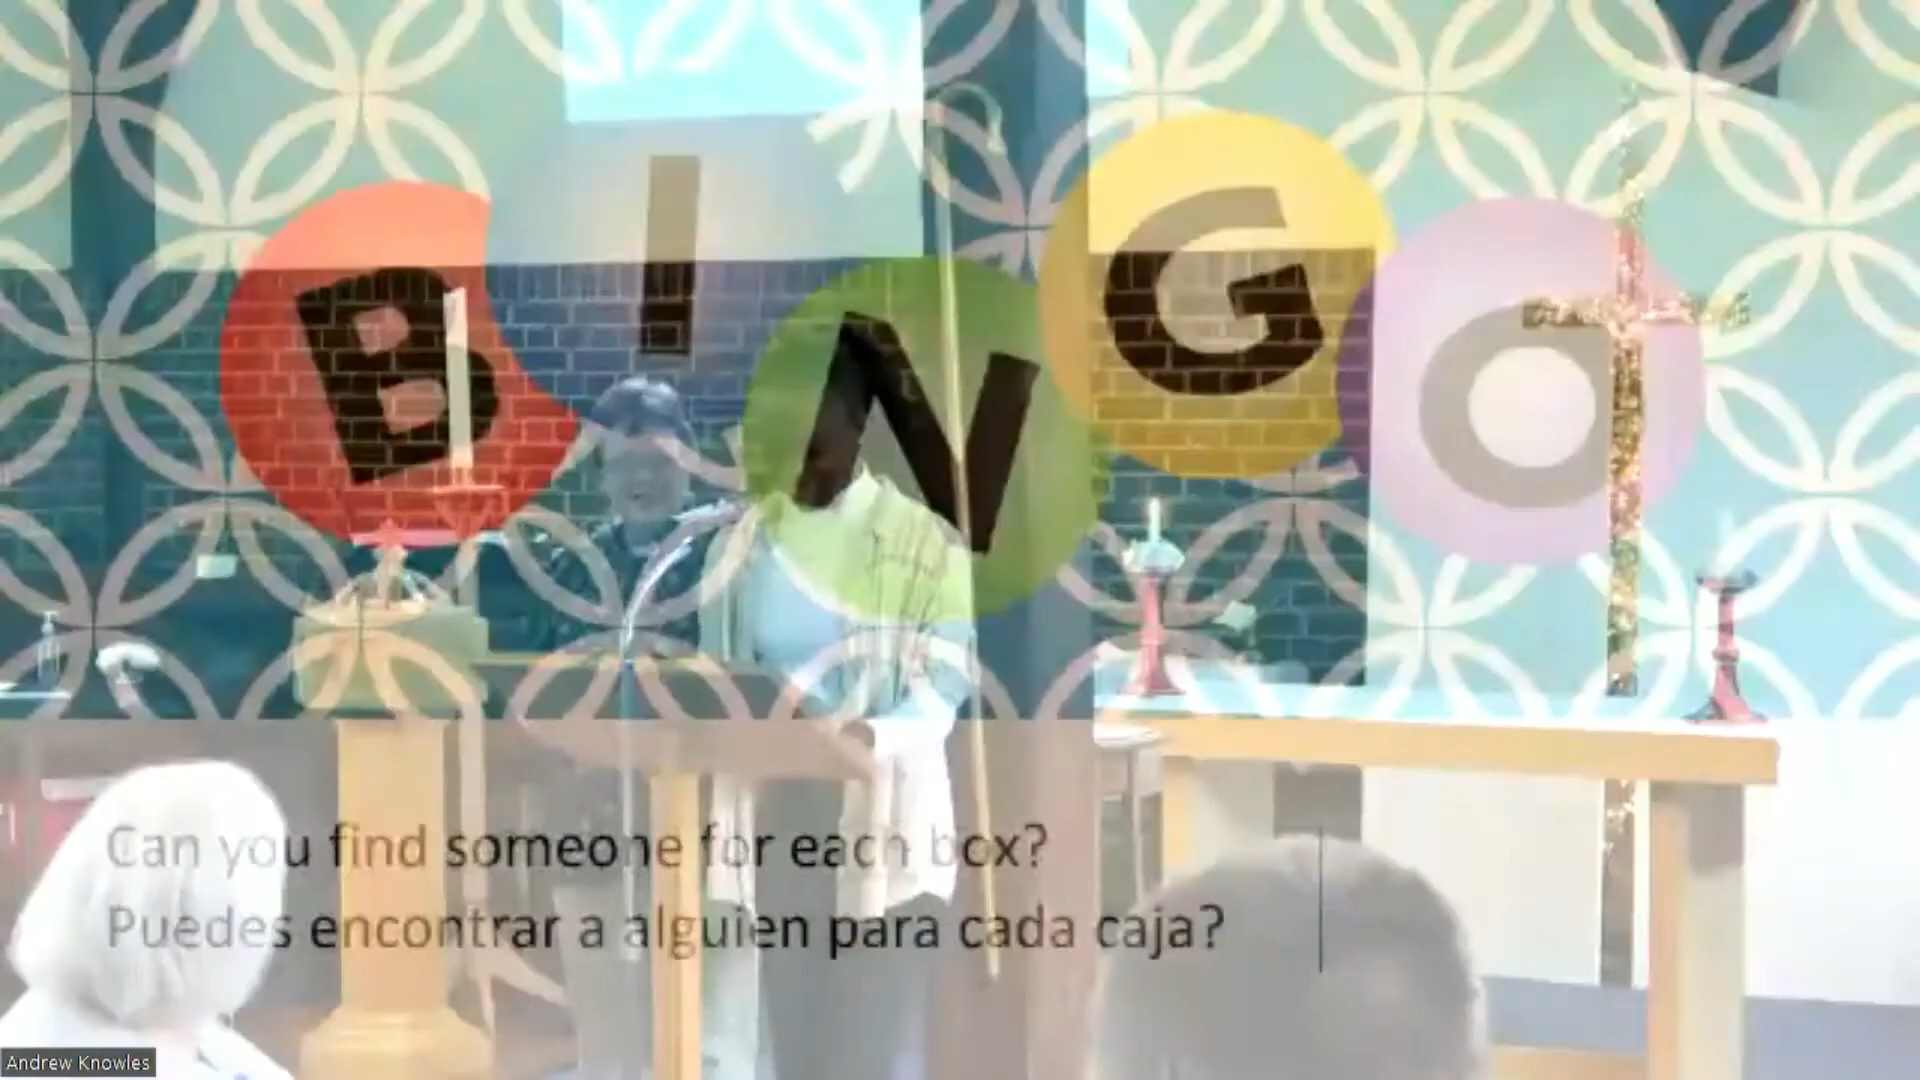 BINGO
Can you find someone for each box?
Puedes encontrar a alguien para cada caja?
Andrew Knowles